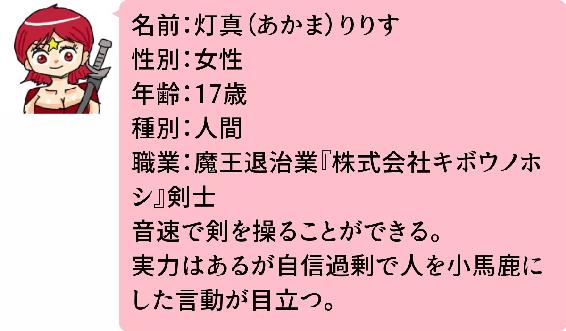 名前：灯真（あかま）りりす
性別：女性
年齢：17歳
種別：人間
職業：魔王退治業『株式会社キボウノホ
シ』剣士
音速で剣を操ることができる。
実力はあるが自信過剰で人を小馬鹿に
した言動が目立つ。